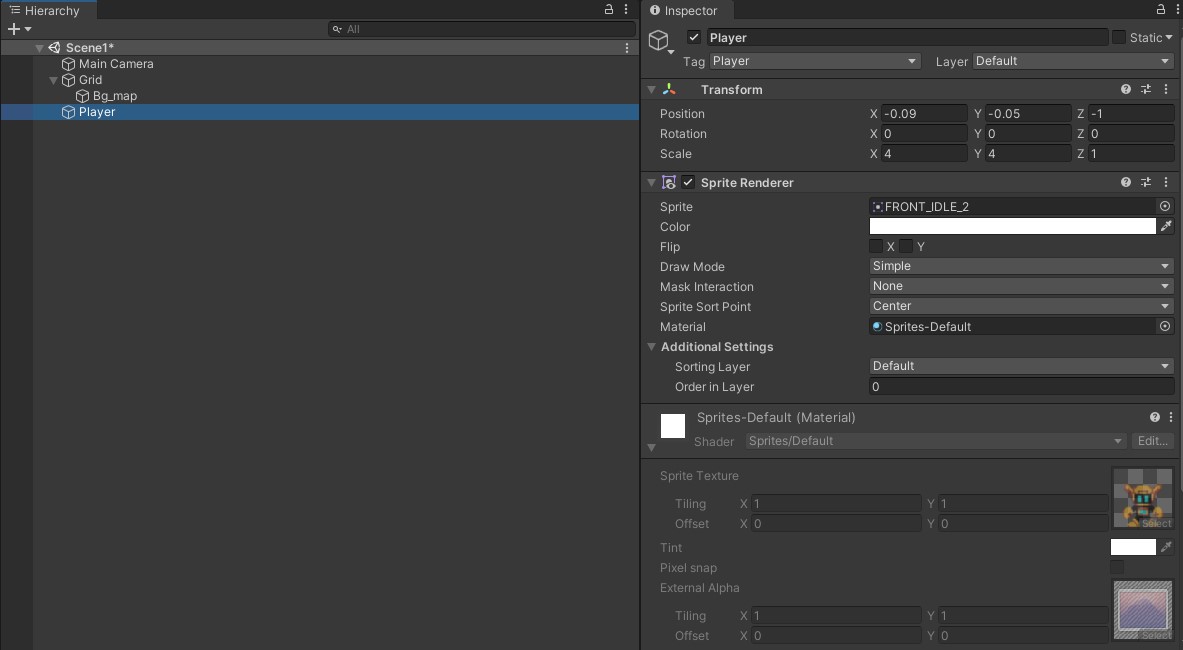 Hierarchy
All
Scene1*
Main Camera
Grid
Bg_map
Player
Inspector
Player Static
Tag Player Layer Default
Transform
Position X -0.09 Y -0.05 Z -1
Rotation X 0 Y 0 Z 0
Scale X 4 Y 4 Z 1
Sprite Renderer
Sprite FRONT_IDLE_2
Color
Flip X Y
Draw Mode Simple
Mask Interaction None
Sprite Sort Point Center
Material Sprites-Default
Additional Settings
Sorting Layer Default
Order in Layer 0
Sprites-Default (Material)
Shader Sprites/Default Edit...
Sprite Texture
Tiling X 1 Y 1
Offset X 0 Y 0 Select
Tint
Pixel snap
External Alpha
Tiling X 1 Y 1
Offset X 0 Y 0 Select